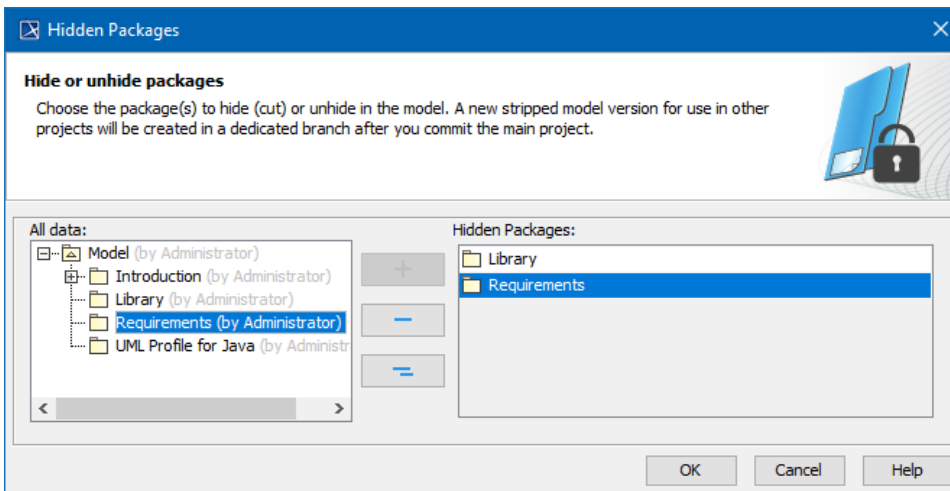 Hidden Packages
Hide or unhide packages
Choose the package(s) to hide (cut) or unhide in the model. A new stripped model version for use in other
projects will be created in a dedicated branch after you commit the main project.
All data:
Hidden Packages:
Model (by Administrator)
Introduction (by Administrator)
Library (by Administrator)
Requirements (by Administrator)
UML Profile for Java (by Administr
Library
Requirements
OK
Cancel
Help